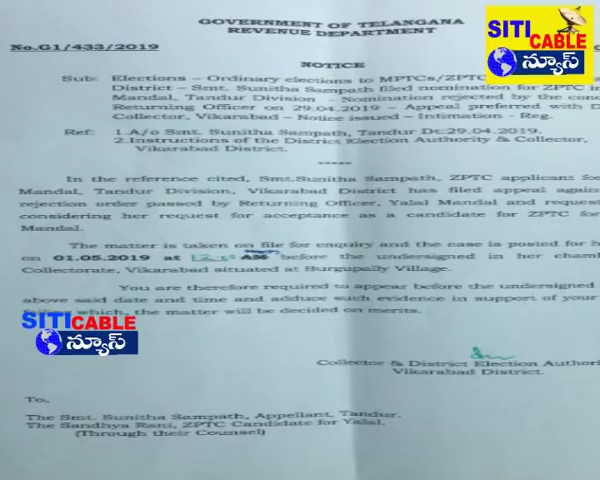 GOVERNMENT OF TELANGANA
REVENUE DEPARTMENT
SITI
CABLE
న్యూస్
No.G1/433/2019
NOTICE
Sub: Elections – Ordinary elections to MPTCs/ZPTC
District – Smt. Sunitha Sampath filed nomination for ZPTC
Mandal, Tandur Division – Nomination rejected by the
Returning Officer on 29.04.2019 – Appeal preferred with
Collector, Vikarabad – Notice issued – Intimation - Reg.
Ref: 1.A/o Smt. Sunitha Sampath, Tandur Dt:29.04.2019.
2.Instructions of the District Election Authority & Collector,
Vikarabad District.
*****
In the reference cited, Smt.Sunitha Sampath, ZPTC applicant
Mandal, Tandur Division, Vikarabad District has filed appeal
rejection order passed by Returning Officer, Yalal Mandal and
considering her request for acceptance as a candidate for ZPTC
Mandal.
The matter is taken on file for enquiry and the case is posted for
on 01.05.2019 at AM before the undersigned in her
Collectorate, Vikarabad situated at Burgupally Village.
You are therefore required to appear before the undersigned
above said date and time and adduce such evidence in support of your
SITI CABLE
న్యూస్
which, the matter will be decided on merits.
Collector & District Election
Vikarabad District.
To,
The Smt. Sunitha Sampath, Appellant, Tandur.
The Sandhya Rani, ZPTC Candidate for Yalal,
(Through their Counsel)